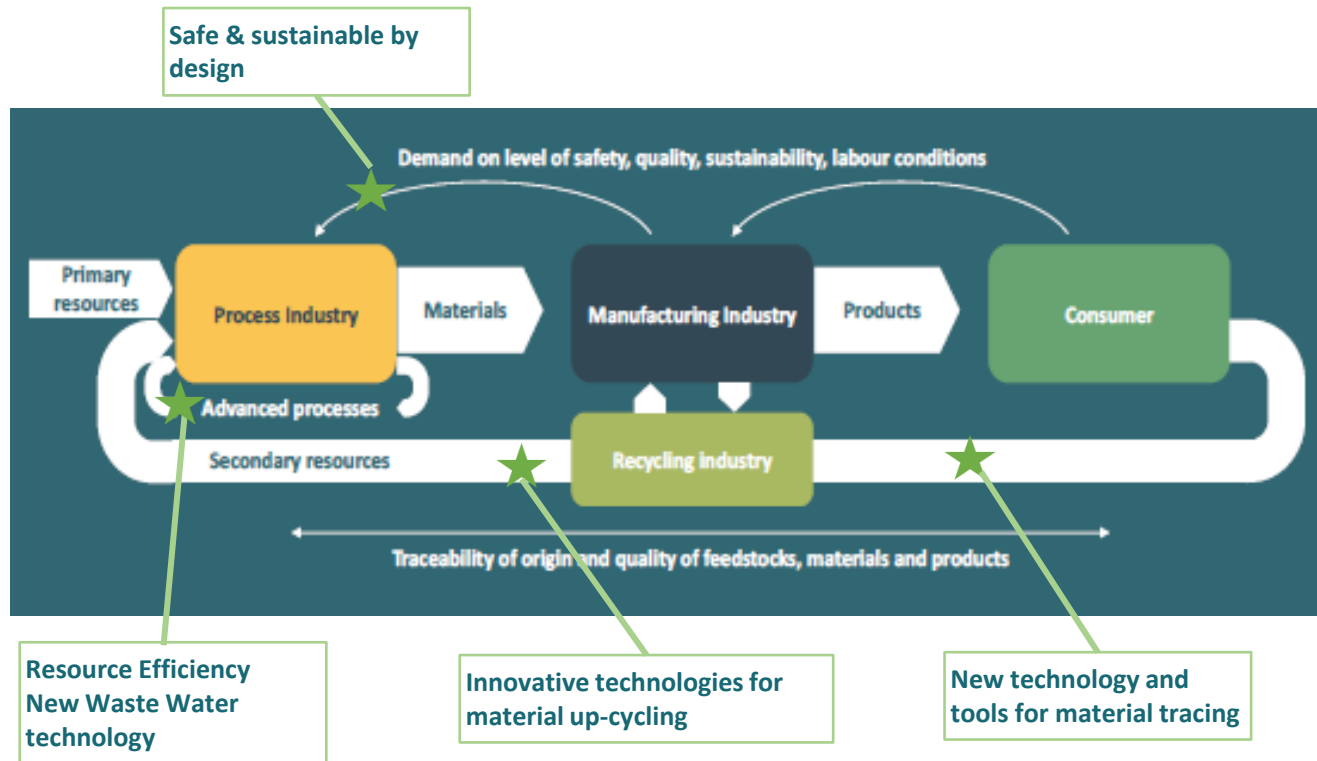 Safe & sustainable by
design
Demand on level of safety, quality, sustainability, labour conditions
Primary
resources
Process Industry
Materials
Manufacturing Industry
Products
Consumer
Advanced processes
Secondary resources
Recycling industry
Traceability of origin and quality of feedstocks, materials and products
Resource Efficiency
New Waste Water
technology
Innovative technologies for
material up-cycling
New technology and
tools for material tracing